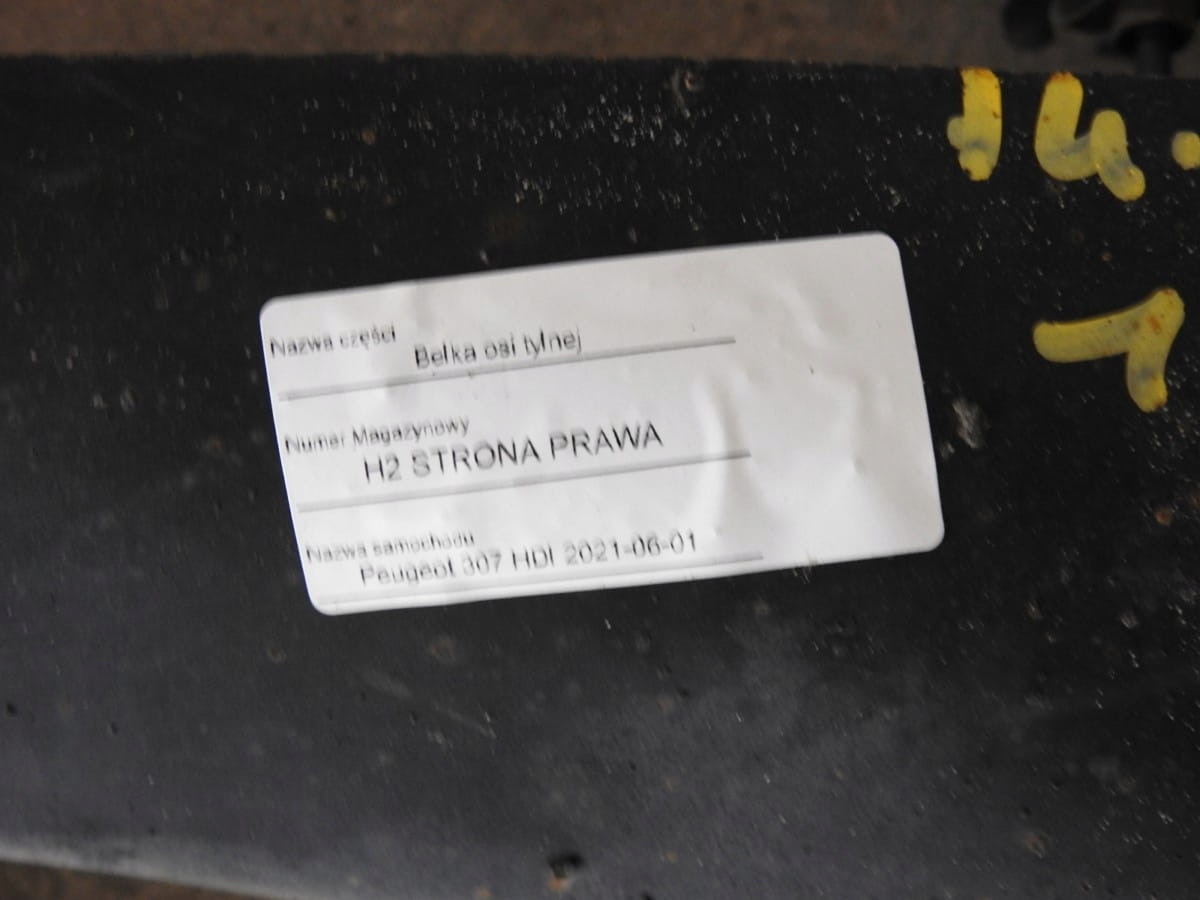 Nazwa części
Belka osi tylnej
Numer Magazynowy
H2 STRONA PRAWA
Nazwa samochodu
Peugeot 307 HDI 2021-06-01